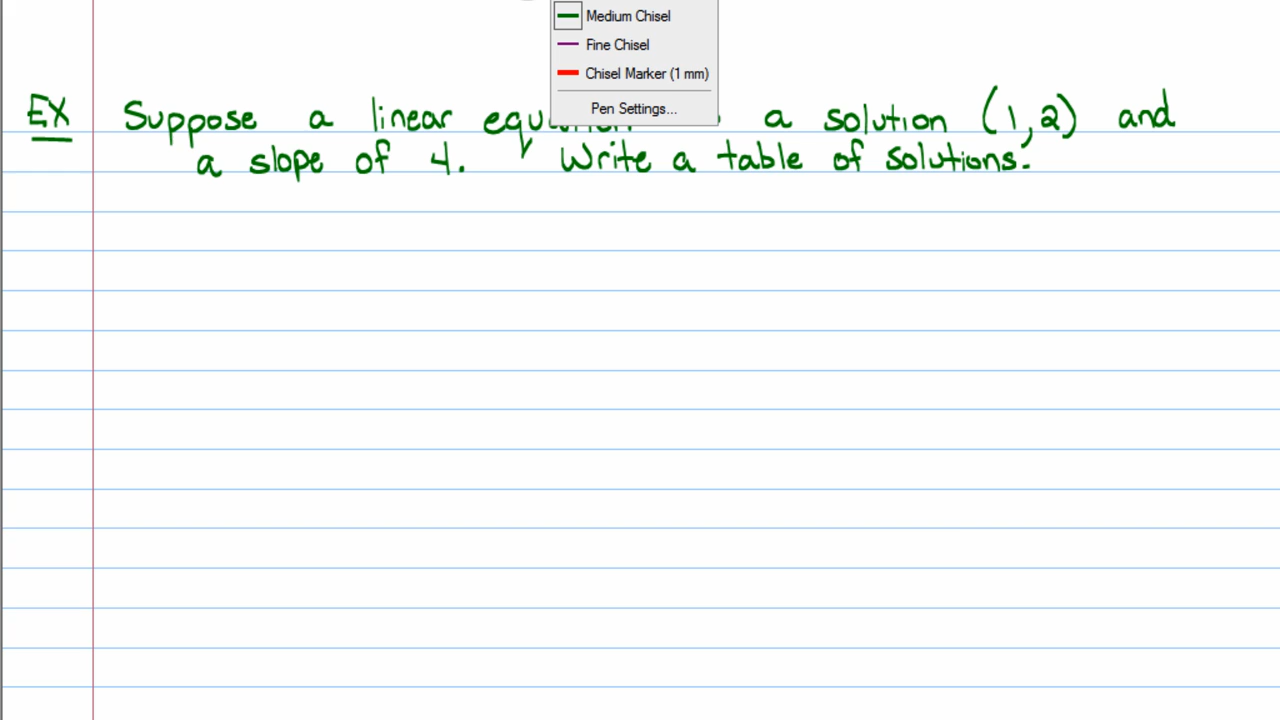 Medium Chisel
Fine Chisel
Chisel Marker (1 mm)
Pen Settings...
EX Suppose a linear equation a solution (1,2) and
a slope of 4. Write a table of solutions.